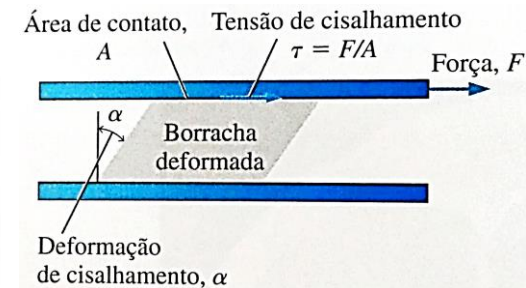 Área de contato,
A
Tensão de cisalhamento
τ = F/A
Força, F
α
Borracha
deformada
Deformação
de cisalhamento, α